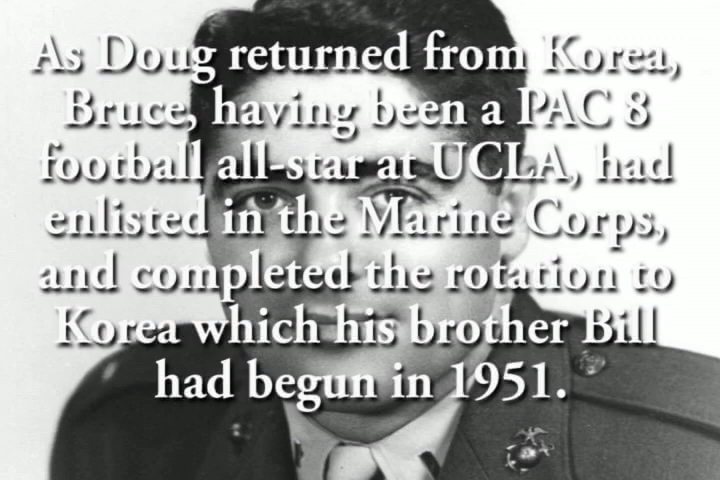 As Doug returned from Korea,
Bruce, having been a PAC 8
football all-star at UCLA, had
enlisted in the Marine Corps,
and completed the rotation to
Korea which his brother Bill
had begun in 1951.